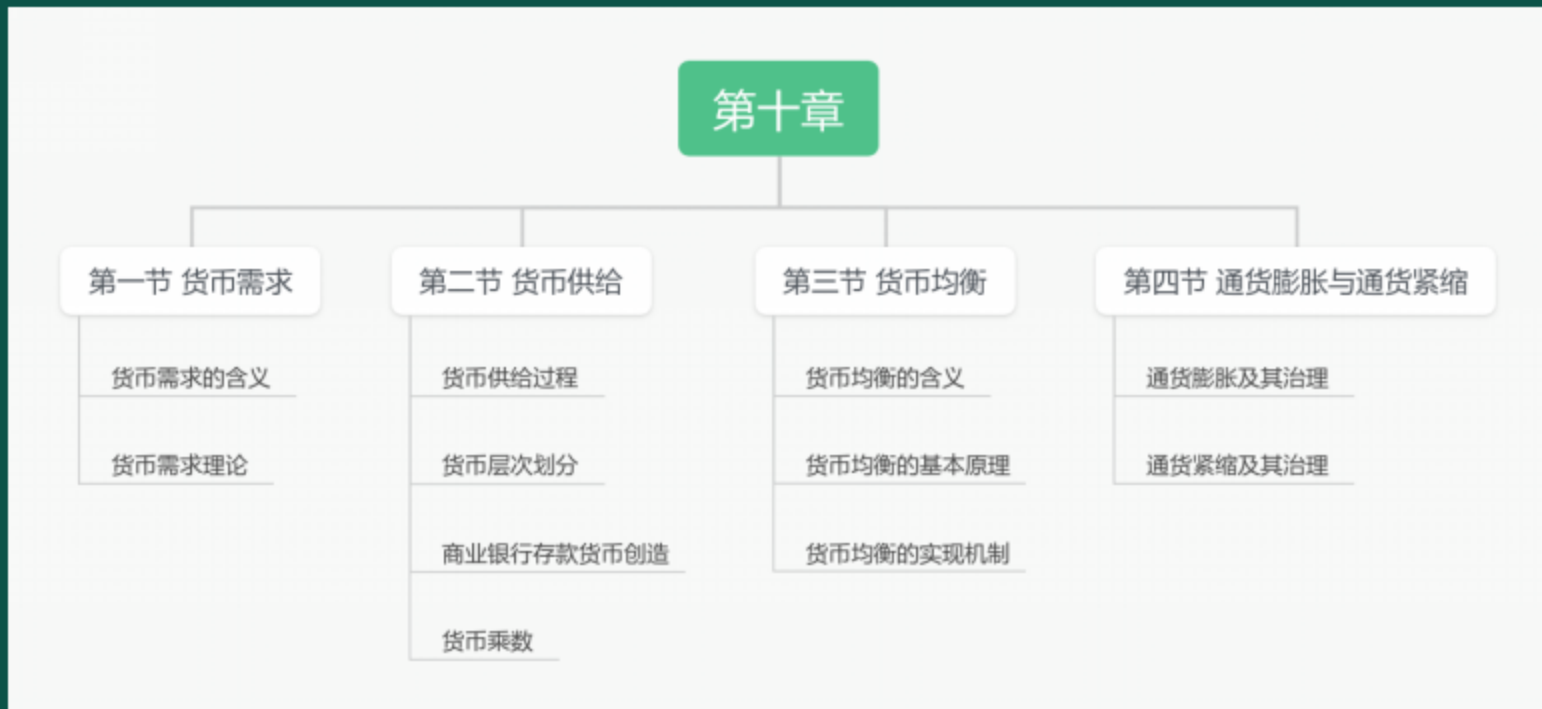 第十章
第一节 货币需求
货币需求的含义
货币需求理论
第二节 货币供给
货币供给过程
货币层次划分
商业银行存款货币创造
货币乘数
第三节 货币均衡
货币均衡的含义
货币均衡的基本原理
货币均衡的实现机制
第四节 通货膨胀与通货紧缩
通货膨胀及其治理
通货紧缩及其治理